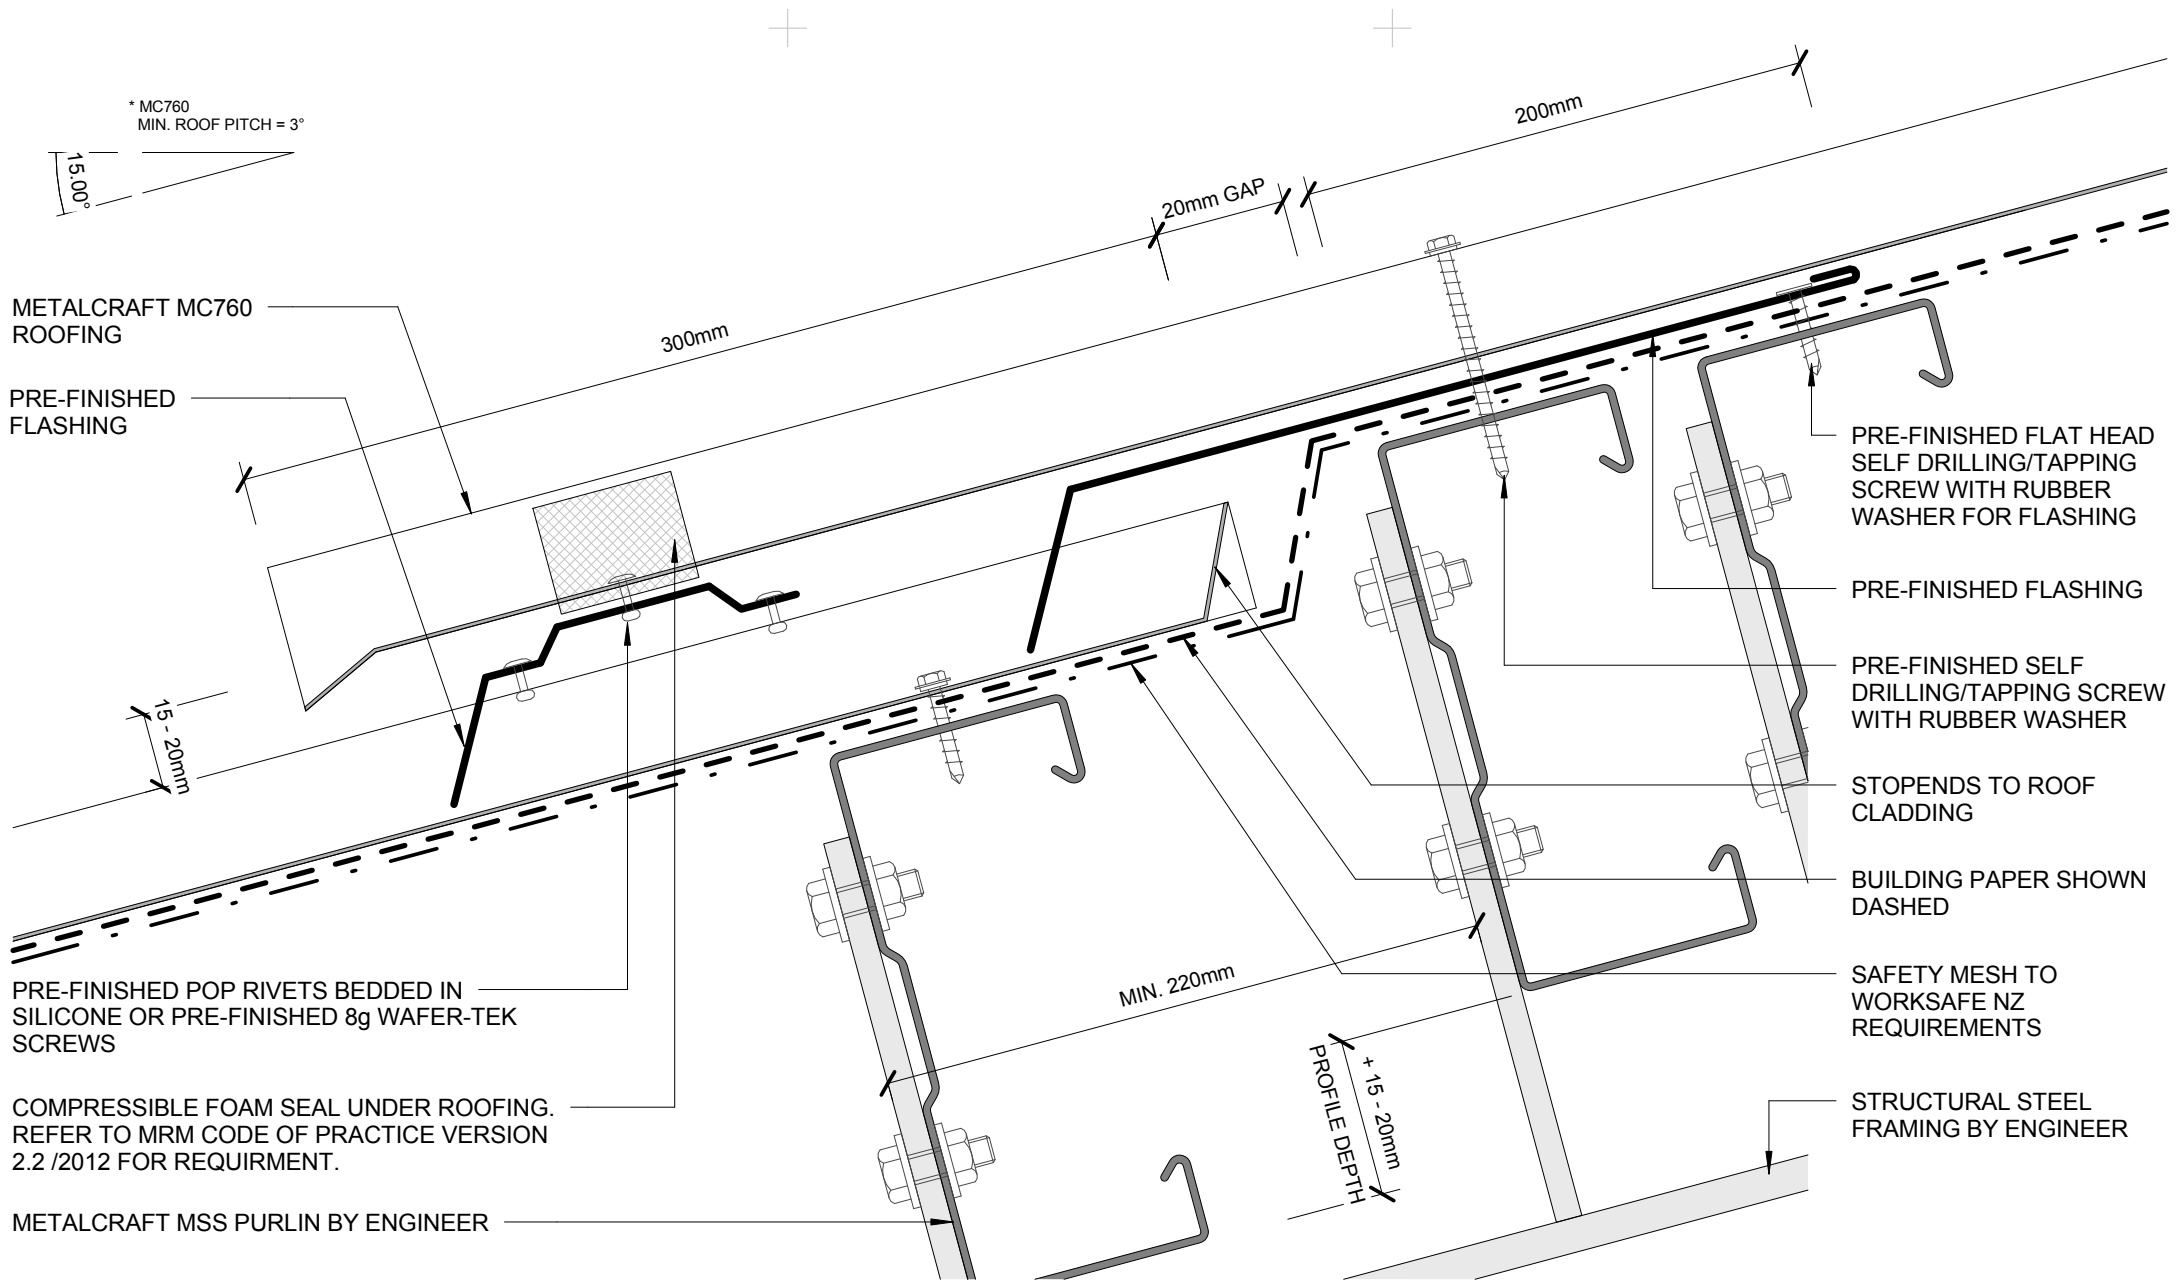 * MC760
MIN. ROOF PITCH = 3°
15.00°
200mm
20mm GAP
300mm
METALCRAFT MC760
ROOFING
PRE-FINISHED
FLASHING
15 - 20mm
PRE-FINISHED POP RIVETS BEDDED IN
SILICONE OR PRE-FINISHED 8g WAFER-TEK
SCREWS
COMPRESSIBLE FOAM SEAL UNDER ROOFING.
REFER TO MRM CODE OF PRACTICE VERSION
2.2 /2012 FOR REQUIRMENT.
METALCRAFT MSS PURLIN BY ENGINEER
MIN. 220mm
PROFILE DEPTH
+ 15 - 20mm
PRE-FINISHED FLAT HEAD
SELF DRILLING/TAPPING
SCREW WITH RUBBER
WASHER FOR FLASHING
PRE-FINISHED FLASHING
PRE-FINISHED SELF
DRILLING/TAPPING SCREW
WITH RUBBER WASHER
STOPENDS TO ROOF
CLADDING
BUILDING PAPER SHOWN
DASHED
SAFETY MESH TO
WORKSAFE NZ
REQUIREMENTS
STRUCTURAL STEEL
FRAMING BY ENGINEER